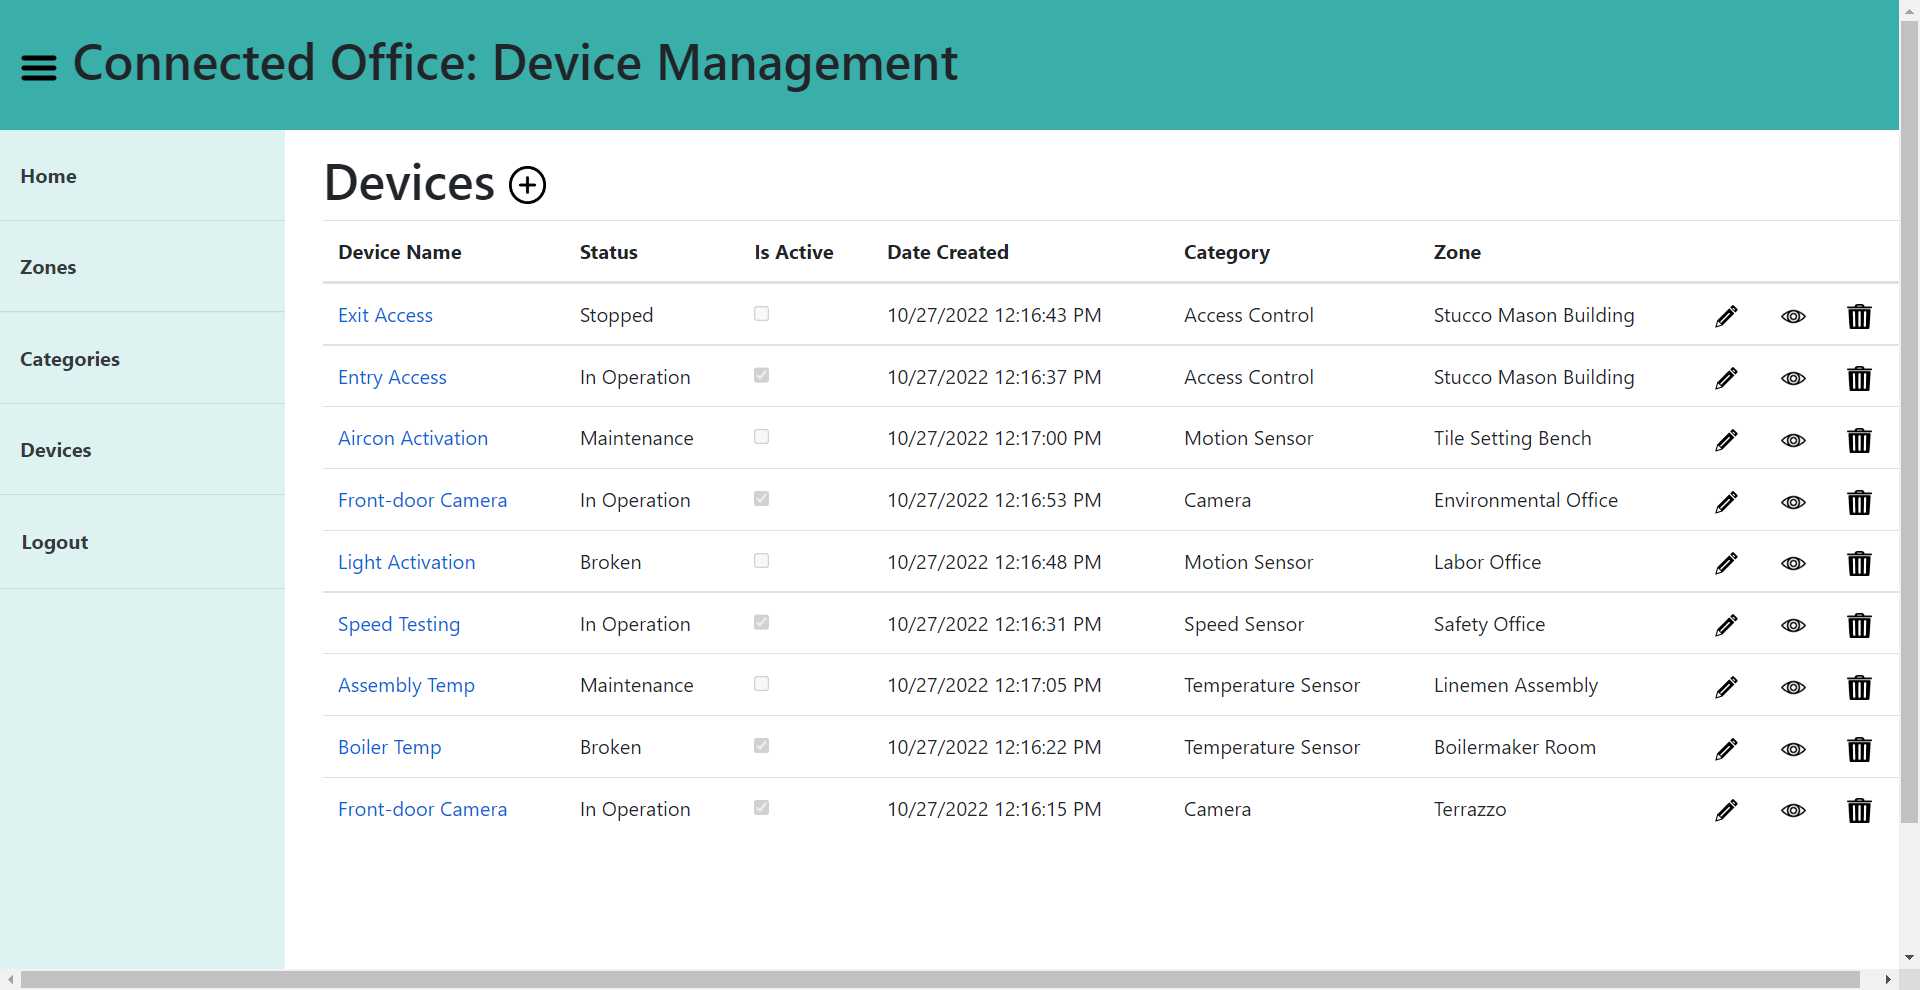 Connected Office: Device Management
Home
Zones
Categories
Devices
Logout
Devices
Device Name Status Is Active Date Created Category Zone
Exit Access Stopped 10/27/2022 12:16:43 PM Access Control Stucco Mason Building
Entry Access In Operation 10/27/2022 12:16:37 PM Access Control Stucco Mason Building
Aircon Activation Maintenance 10/27/2022 12:17:00 PM Motion Sensor Tile Setting Bench
Front-door Camera In Operation 10/27/2022 12:16:53 PM Camera Environmental Office
Light Activation Broken 10/27/2022 12:16:48 PM Motion Sensor Labor Office
Speed Testing In Operation 10/27/2022 12:16:31 PM Speed Sensor Safety Office
Assembly Temp Maintenance 10/27/2022 12:17:05 PM Temperature Sensor Linemen Assembly
Boiler Temp Broken 10/27/2022 12:16:22 PM Temperature Sensor Boilermaker Room
Front-door Camera In Operation 10/27/2022 12:16:15 PM Camera Terrazzo